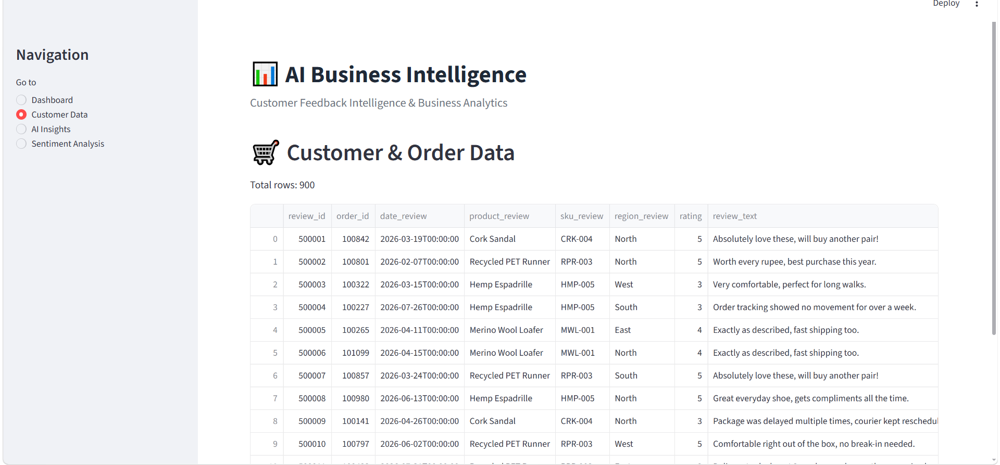 Deploy
Navigation
Go to
Dashboard
Customer Data
AI Insights
Sentiment Analysis
AI Business Intelligence
Customer Feedback Intelligence & Business Analytics
Customer & Order Data
Total rows: 900
review_id order_id date_review product_review sku_review region_review rating review_text
0 500001 100842 2026-03-19T00:00:00 Cork Sandal CRK-004 North 5 Absolutely love these, will buy another pair!
1 500002 100801 2026-02-07T00:00:00 Recycled PET Runner RPR-003 North 5 Worth every rupee, best purchase this year.
2 500003 100322 2026-03-15T00:00:00 Hemp Espadrille HMP-005 West 3 Very comfortable, perfect for long walks.
3 500004 100227 2026-07-26T00:00:00 Hemp Espadrille HMP-005 South 3 Order tracking showed no movement for over a week.
4 500005 100265 2026-04-11T00:00:00 Merino Wool Loafer MWL-001 East 4 Exactly as described, fast shipping too.
5 500006 101099 2026-04-15T00:00:00 Merino Wool Loafer MWL-001 North 4 Exactly as described, fast shipping too.
6 500007 100857 2026-03-24T00:00:00 Recycled PET Runner RPR-003 South 5 Absolutely love these, will buy another pair!
7 500008 100980 2026-06-13T00:00:00 Hemp Espadrille HMP-005 North 5 Great everyday shoe, gets compliments all the time.
8 500009 100141 2026-04-26T00:00:00 Cork Sandal CRK-004 North 3 Package was delayed multiple times, courier kept reschedul
9 500010 100797 2026-06-02T00:00:00 Recycled PET Runner RPR-003 West 5 Comfortable right out of the box, no break-in needed.